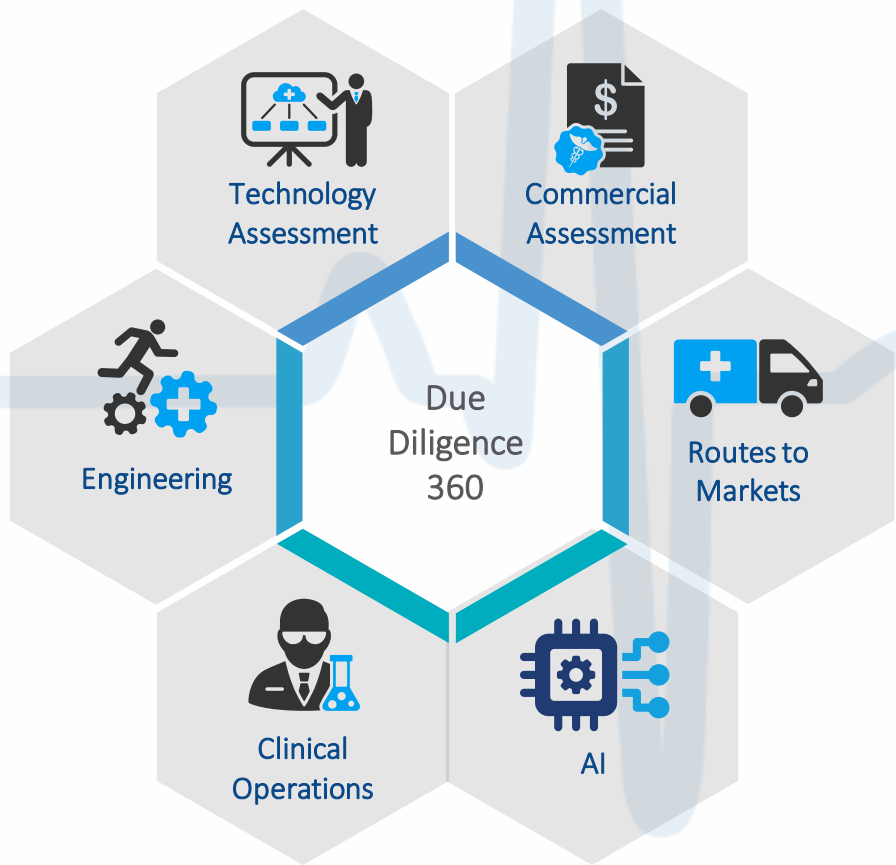 Technology
Assessment
Commercial
Assessment
$
Engineering
Due
Diligence
360
Routes to
Markets
Clinical
Operations
AI